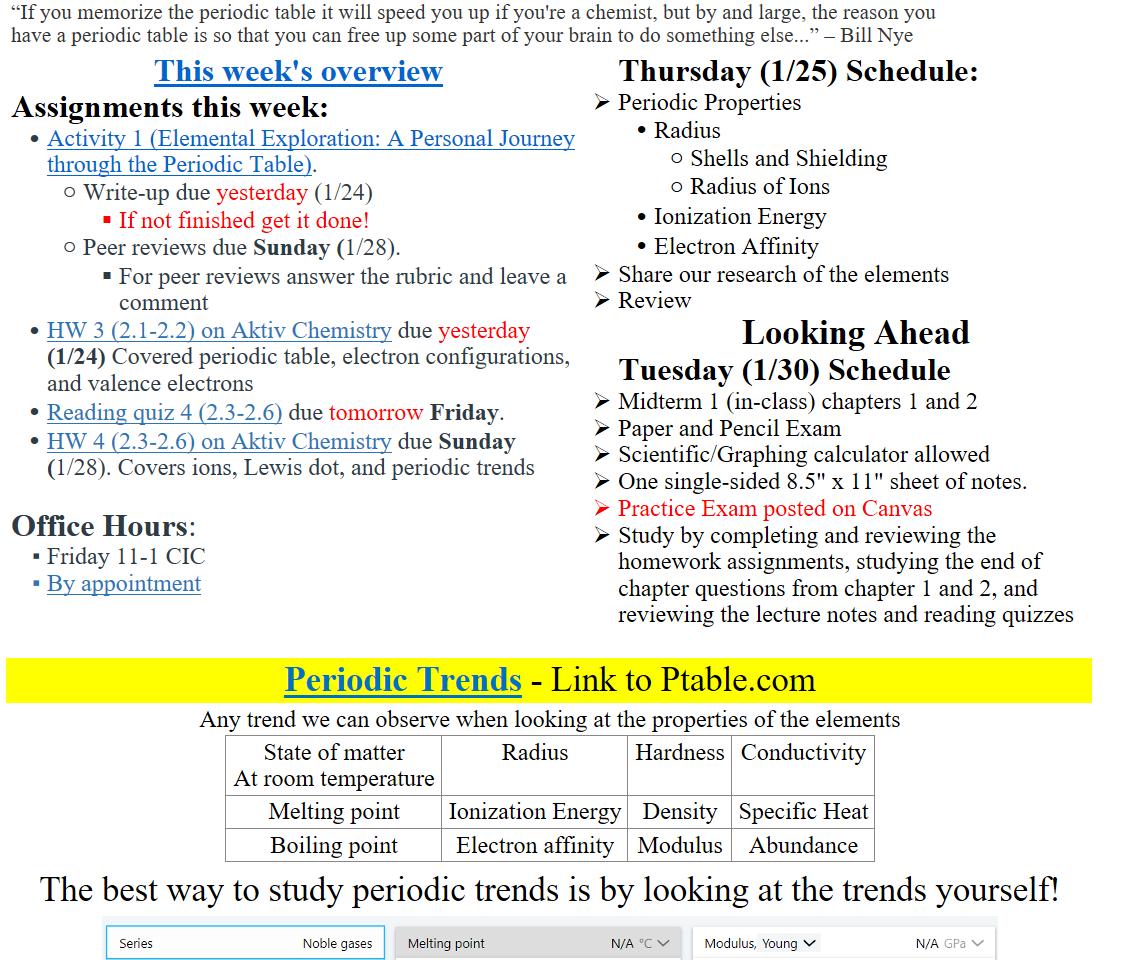 “If you memorize the periodic table it will speed you up if you're a chemist, but by and large, the reason you
have a periodic table is so that you can free up some part of your brain to do something else...” – Bill Nye
This week's overview
Assignments this week:
• Activity 1 (Elemental Exploration: A Personal Journey
through the Periodic Table).
○ Write-up due yesterday (1/24)
▪ If not finished get it done!
○ Peer reviews due Sunday (1/28).
▪ For peer reviews answer the rubric and leave a
comment
• HW 3 (2.1-2.2) on Aktiv Chemistry due yesterday
(1/24) Covered periodic table, electron configurations,
and valence electrons
• Reading quiz 4 (2.3-2.6) due tomorrow Friday.
• HW 4 (2.3-2.6) on Aktiv Chemistry due Sunday
(1/28). Covers ions, Lewis dot, and periodic trends
Office Hours:
▪ Friday 11-1 CIC
▪ By appointment
Thursday (1/25) Schedule:
➢ Periodic Properties
• Radius
○ Shells and Shielding
○ Radius of Ions
• Ionization Energy
• Electron Affinity
➢ Share our research of the elements
➢ Review
Looking Ahead
Tuesday (1/30) Schedule
➢ Midterm 1 (in-class) chapters 1 and 2
➢ Paper and Pencil Exam
➢ Scientific/Graphing calculator allowed
➢ One single-sided 8.5" x 11" sheet of notes.
➢ Practice Exam posted on Canvas
➢ Study by completing and reviewing the
homework assignments, studying the end of
chapter questions from chapter 1 and 2, and
reviewing the lecture notes and reading quizzes
Periodic Trends - Link to Ptable.com
Any trend we can observe when looking at the properties of the elements
State of matter Radius Hardness Conductivity
At room temperature
Melting point Ionization Energy Density Specific Heat
Boiling point Electron affinity Modulus Abundance
The best way to study periodic trends is by looking at the trends yourself!
Series Noble gases Melting point N/A °C Modulus, Young N/A GPa